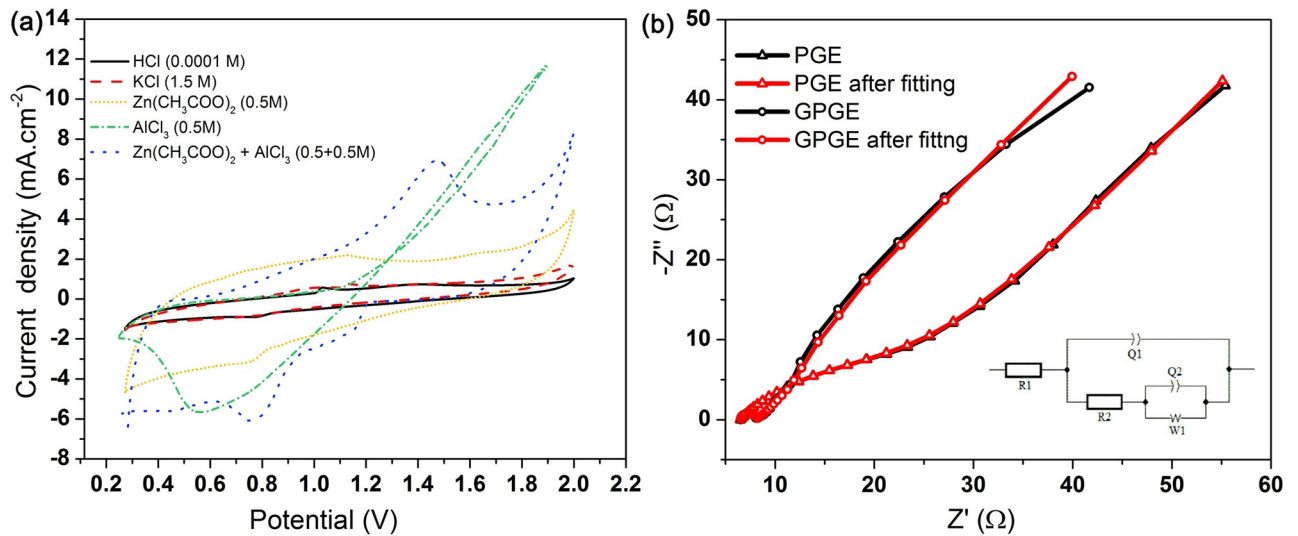 (a)
14
12
10
8
6
4
2
0
-2
-4
-6
-8
Current density (mA.cm-2)
HCl (0.0001 M)
KCl (1.5 M)
Zn(CH3COO)2 (0.5M)
AlCl3 (0.5M)
Zn(CH3COO)2 + AlCl3 (0.5+0.5M)
0.2 0.4 0.6 0.8 1.0 1.2 1.4 1.6 1.8 2.0 2.2
Potential (V)
(b)
50
40
30
20
10
0
-Z'' (Ω)
PGE
PGE after fitting
GPGE
GPGE after fittng
Q1
R1
Q2
R2
W1
10 20 30 40 50 60
Z' (Ω)